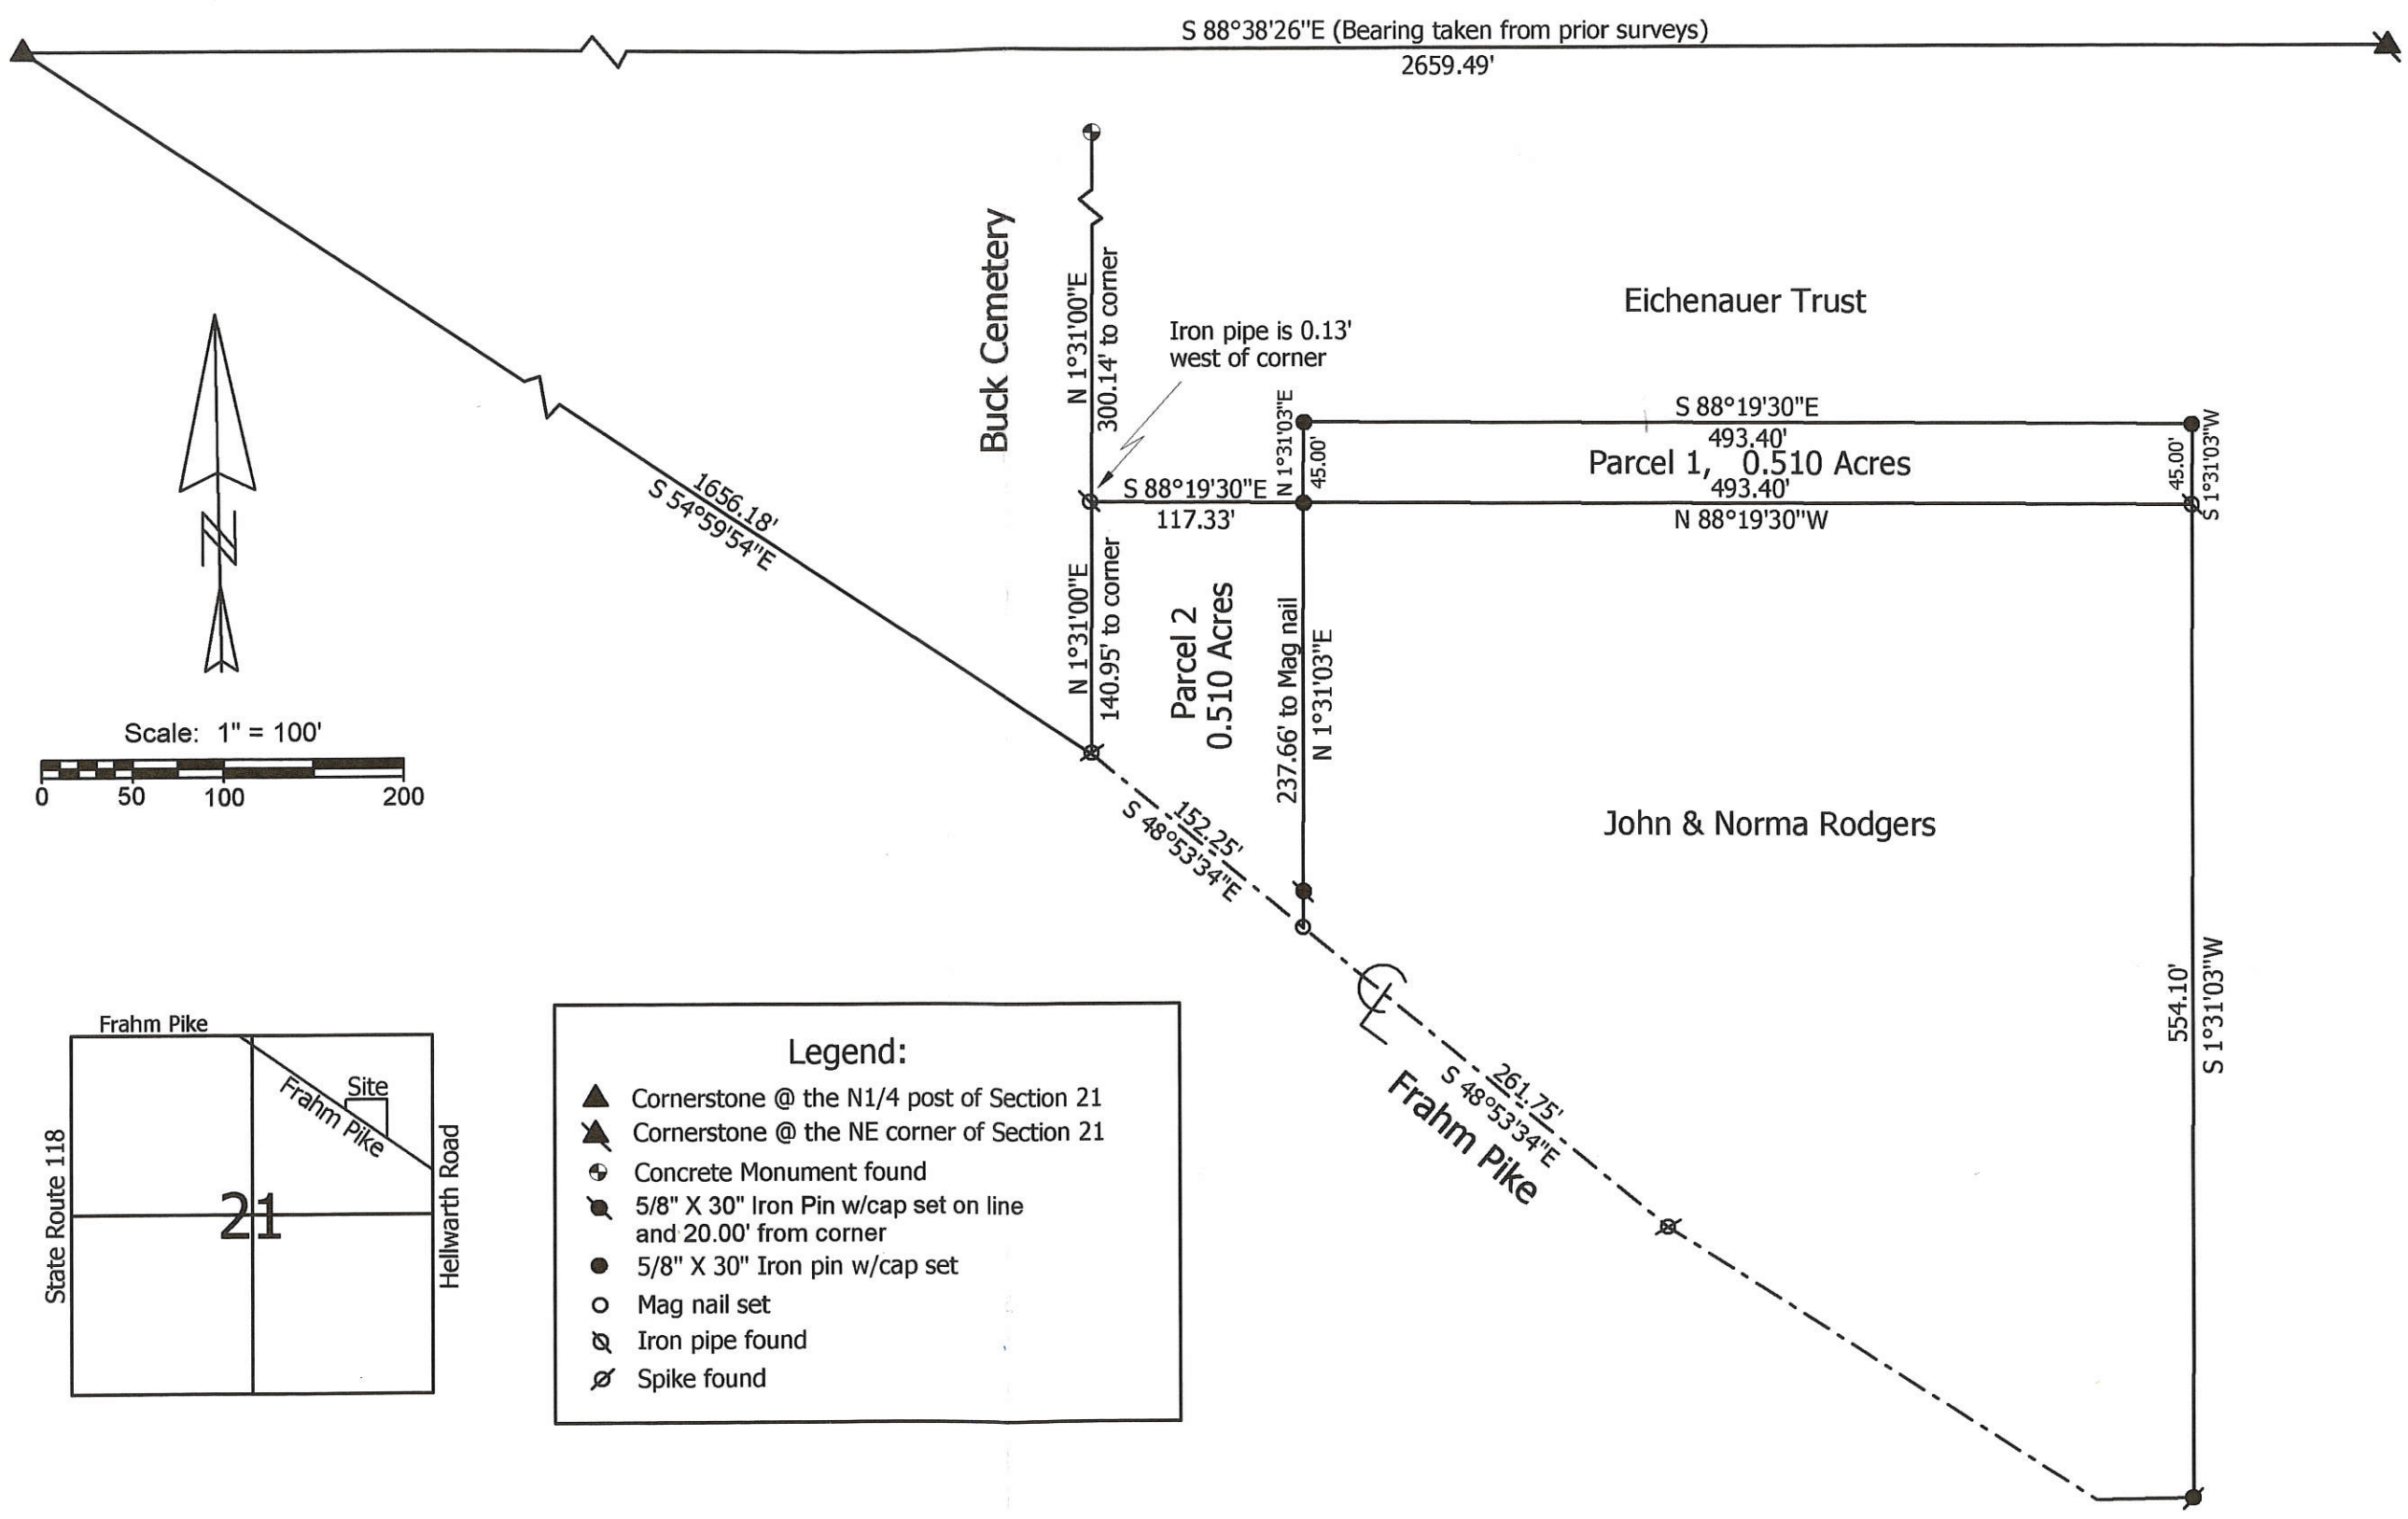 S 88°38'26"E (Bearing taken from prior surveys)
2659.49'
Buck Cemetery
N 1°31'00"E
300.14' to corner
Eichenauer Trust
Iron pipe is 0.13'
west of corner
N 1°31'03"E
45.00'
S 88°19'30"E
493.40'
Parcel 1, 0.510 Acres
493.40'
N 88°19'30"W
45.00'
S 1°31'03"W
S 88°19'30"E
117.33'
1656.18'
S 54°59'54"E
N
N 1°31'00"E
140.95' to corner
Parcel 2
0.510 Acres
237.66' to Mag nail
N 1°31'03"E
Scale: 1" = 100'
0 50 100 200
152.25'
S 48°53'34"E
John & Norma Rodgers
CL
261.75'
S 48°53'34"E
Frahm Pike
554.10'
S 1°31'03"W
Frahm Pike
Site
Frahm Pike
State Route 118
21
Hellwarth Road
Legend:
Cornerstone @ the N1/4 post of Section 21
Cornerstone @ the NE corner of Section 21
Concrete Monument found
5/8" X 30" Iron Pin w/cap set on line
and 20.00' from corner
5/8" X 30" Iron pin w/cap set
Mag nail set
Iron pipe found
Spike found